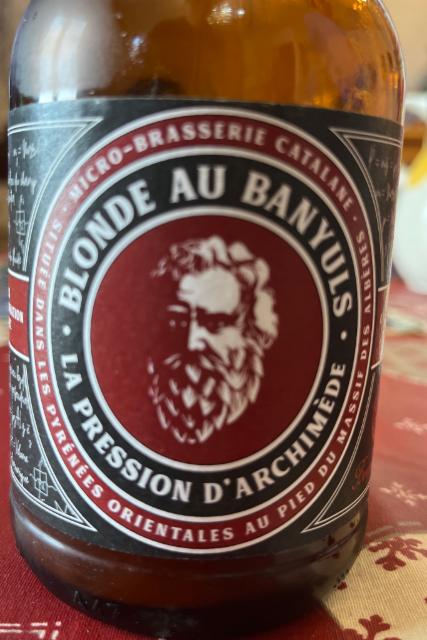 MICRO-BRASSERIE CATALANE · SITUÉE DANS LES PYRÉNÉES ORIENTALES AU PIED DU MASSIF DES ALBÈRES ·
BLONDE AU BANYULS
LA PRESSION D'ARCHIMÈDE